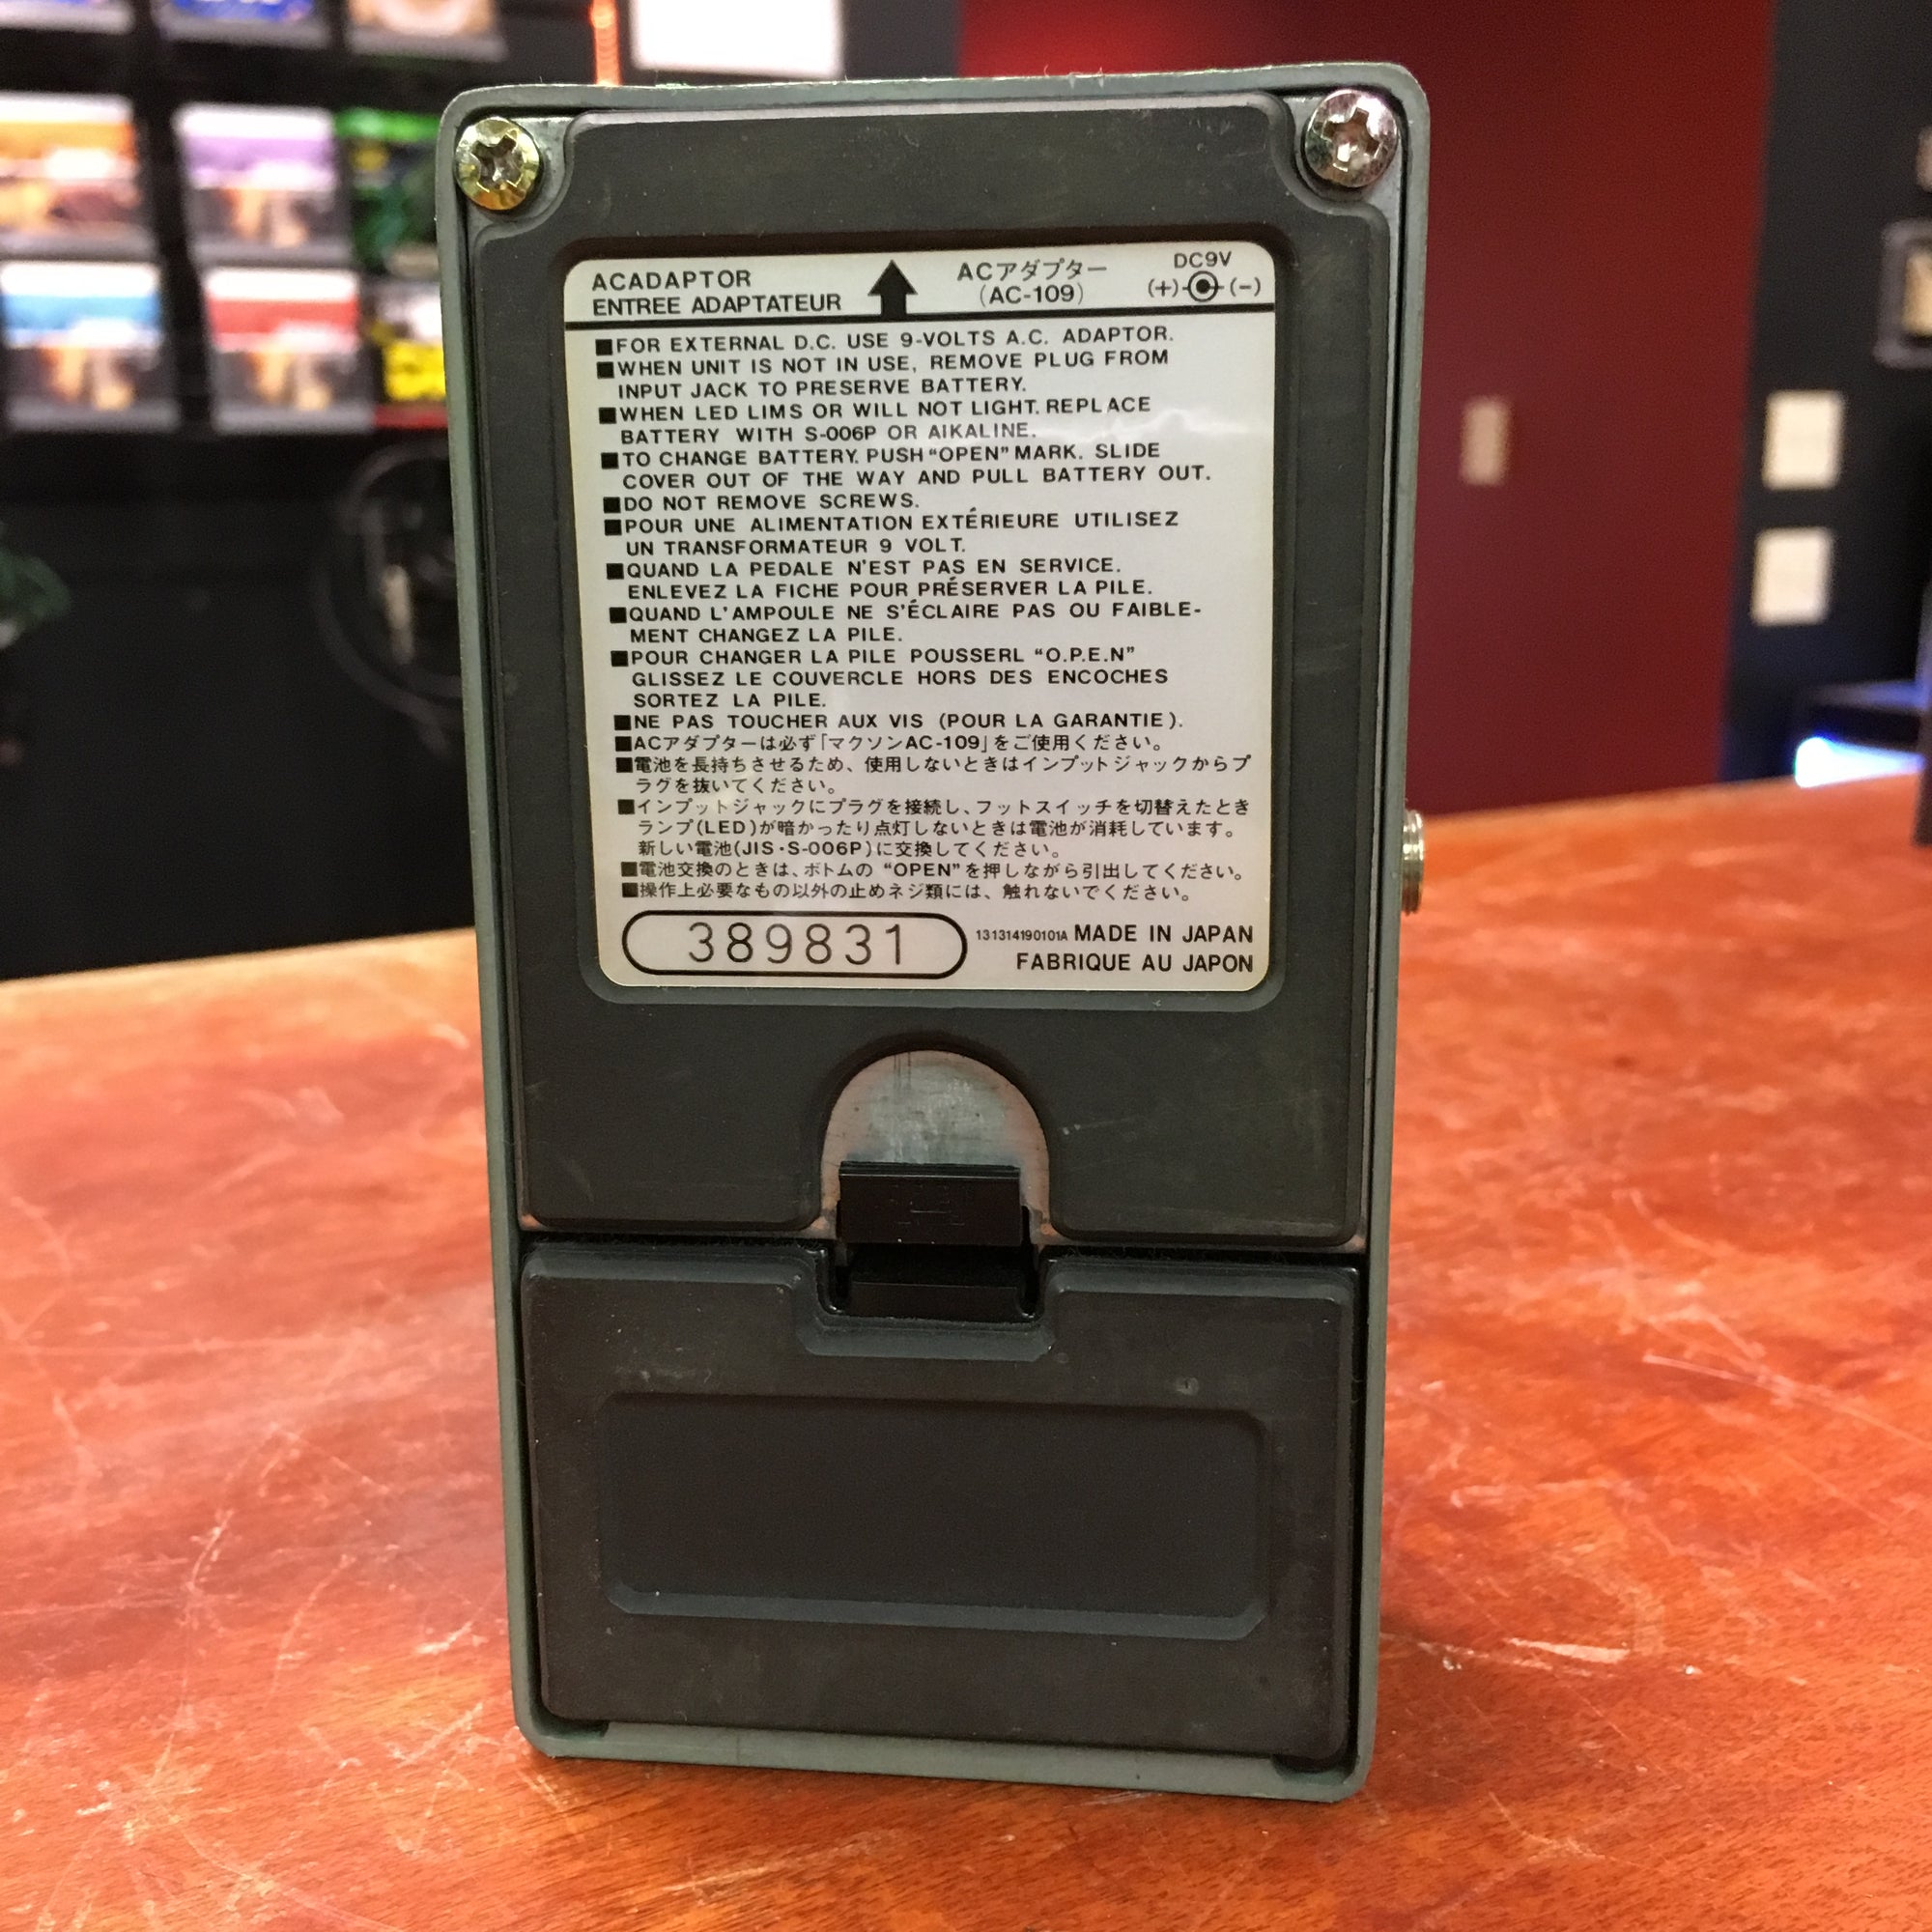 ACADAPTOR
ENTREE ADAPTATEUR
ACアダプター
(AC-109)
DC9V
(+) (-)
■FOR EXTERNAL D.C. USE 9-VOLTS A.C. ADAPTOR.
■WHEN UNIT IS NOT IN USE, REMOVE PLUG FROM
INPUT JACK TO PRESERVE BATTERY.
■WHEN LED LIMS OR WILL NOT LIGHT. REPLACE
BATTERY WITH S-006P OR AIKALINE.
■TO CHANGE BATTERY. PUSH "OPEN" MARK. SLIDE
COVER OUT OF THE WAY AND PULL BATTERY OUT.
■DO NOT REMOVE SCREWS.
■POUR UNE ALIMENTATION EXTÉRIEURE UTILISEZ
UN TRANSFORMATEUR 9 VOLT.
■QUAND LA PEDALE N'EST PAS EN SERVICE.
ENLEVEZ LA FICHE POUR PRÉSERVER LA PILE.
■QUAND L'AMPOULE NE S'ÉCLAIRE PAS OU FAIBLE-
MENT CHANGEZ LA PILE.
■POUR CHANGER LA PILE POUSSERL "O.P.E.N"
GLISSEZ LE COUVERCLE HORS DES ENCOCHES
SORTEZ LA PILE.
■NE PAS TOUCHER AUX VIS (POUR LA GARANTIE).
■ACアダプターは必ず「マクソンAC-109」をご使用ください。
■電池を長持ちさせるため、使用しないときはインプットジャックからプ
ラグを抜いてください。
■インプットジャックにプラグを接続し、フットスイッチを切替えたとき
ランプ(LED)が暗かったり点灯しないときは電池が消耗しています。
新しい電池(JIS・S-006P)に交換してください。
■電池交換のときは、ボトムの "OPEN"を押しながら引出してください。
■操作上必要なもの以外の止めネジ類には、触れないでください。
389831
131314190101A MADE IN JAPAN
FABRIQUE AU JAPON